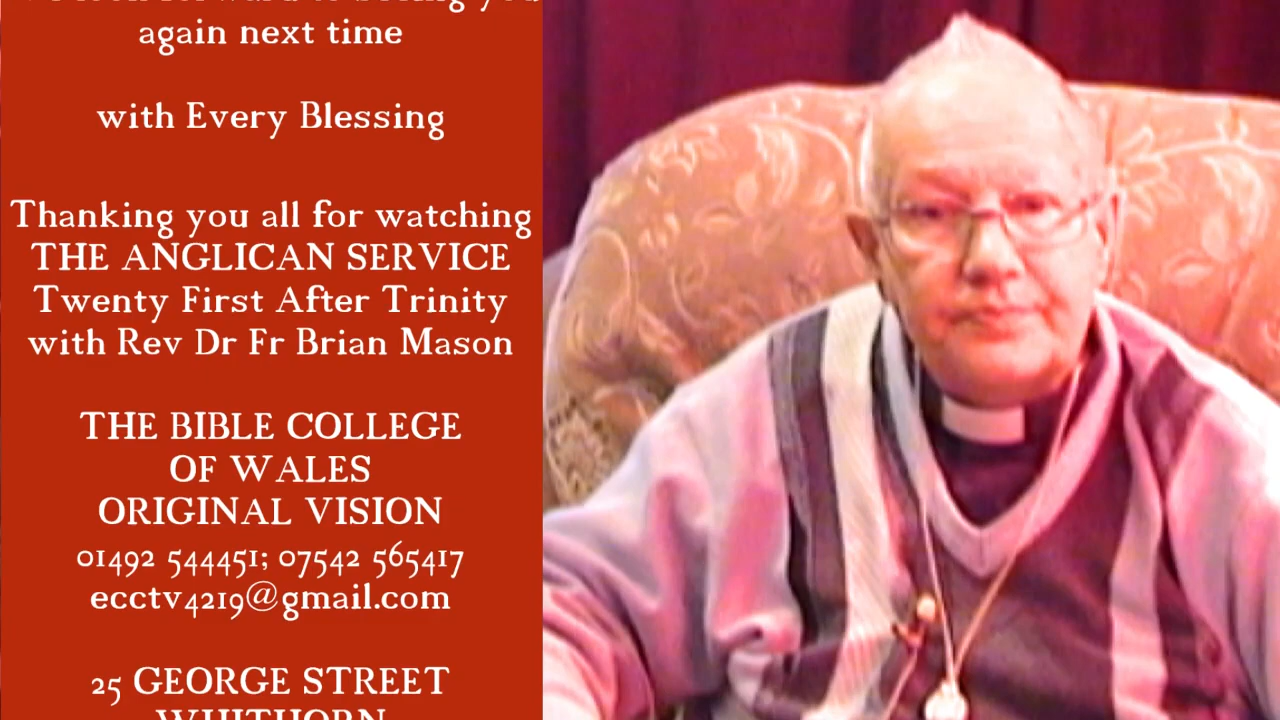 again next time
with Every Blessing
Thanking you all for watching
THE ANGLICAN SERVICE
Twenty First After Trinity
with Rev Dr Fr Brian Mason
THE BIBLE COLLEGE
OF WALES
ORIGINAL VISION
01492 544451; 07542 565417
ecctv4219@gmail.com
25 GEORGE STREET
WHITHORN